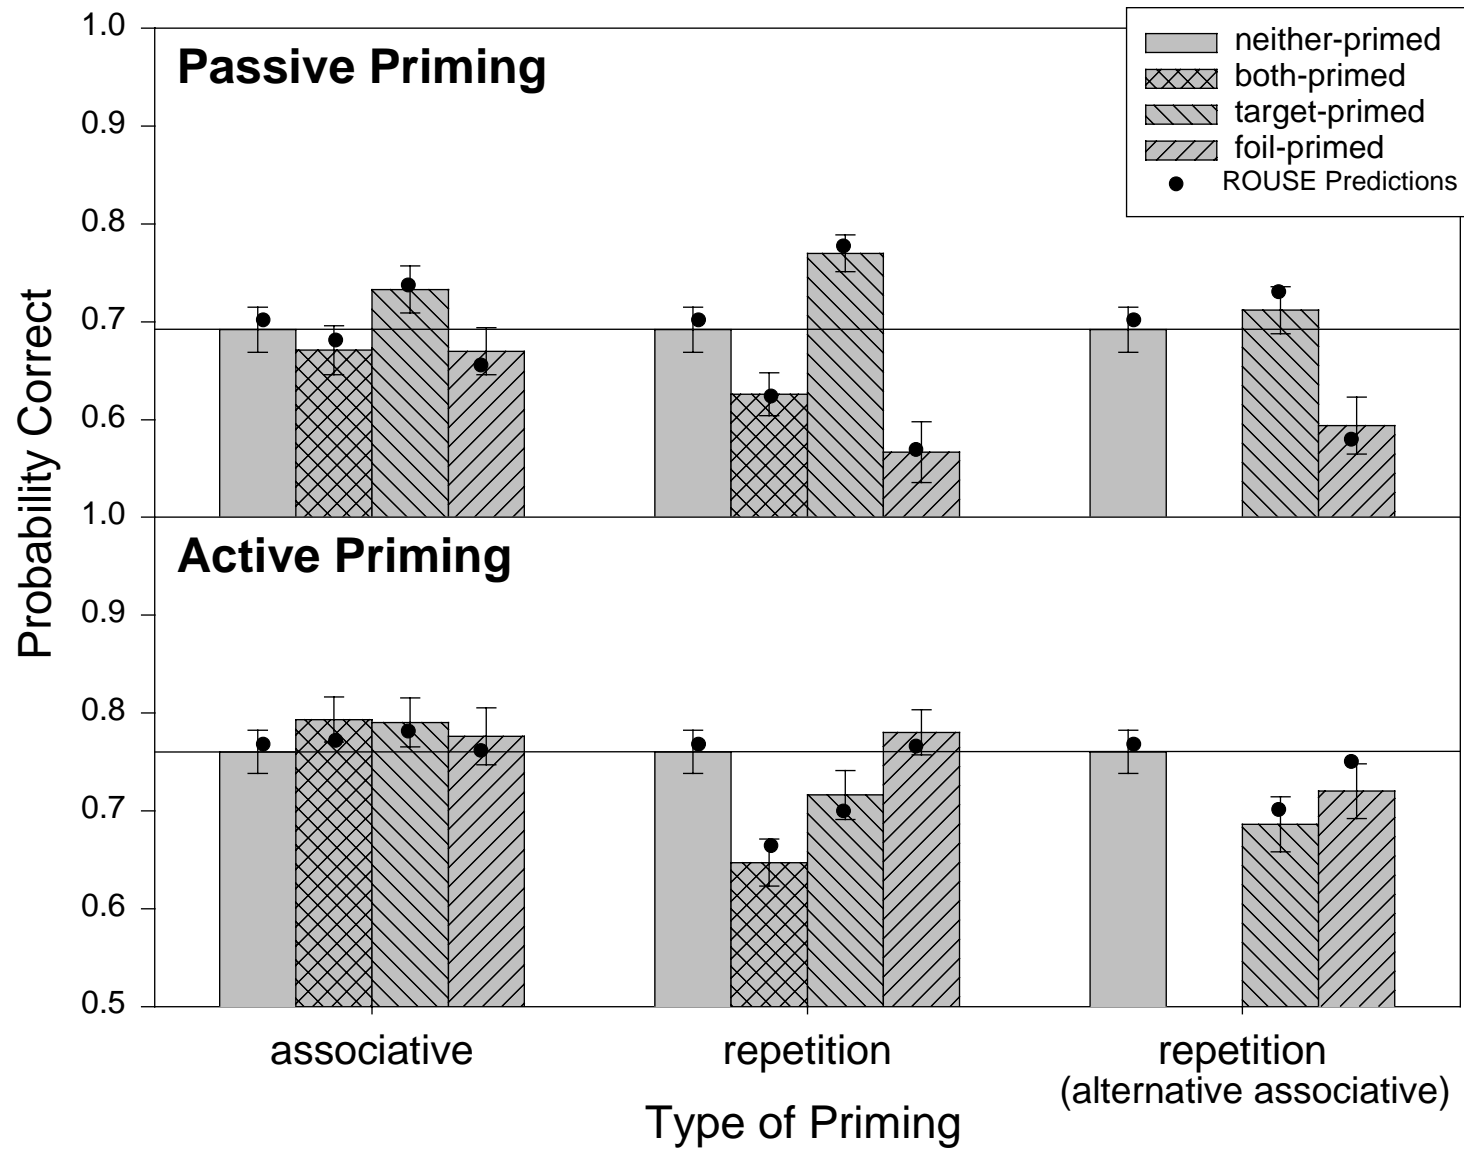 1.0
Passive Priming
neither-primed
both-primed
target-primed
foil-primed
ROUSE Predictions
0.9
0.8
0.7
0.6
1.0
Active Priming
0.9
0.8
0.7
0.6
0.5
Probability Correct
associative
repetition
repetition
(alternative associative)
Type of Priming